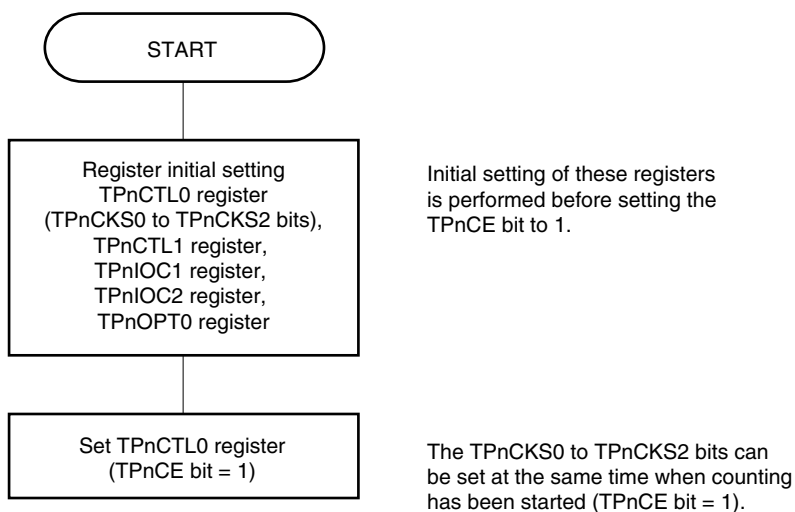 START
Register initial setting
TPnCTL0 register
(TPnCKS0 to TPnCKS2 bits),
TPnCTL1 register,
TPnIOC1 register,
TPnIOC2 register,
TPnOPT0 register
Initial setting of these registers
is performed before setting the
TPnCE bit to 1.
Set TPnCTL0 register
(TPnCE bit = 1)
The TPnCKS0 to TPnCKS2 bits can
be set at the same time when counting
has been started (TPnCE bit = 1).